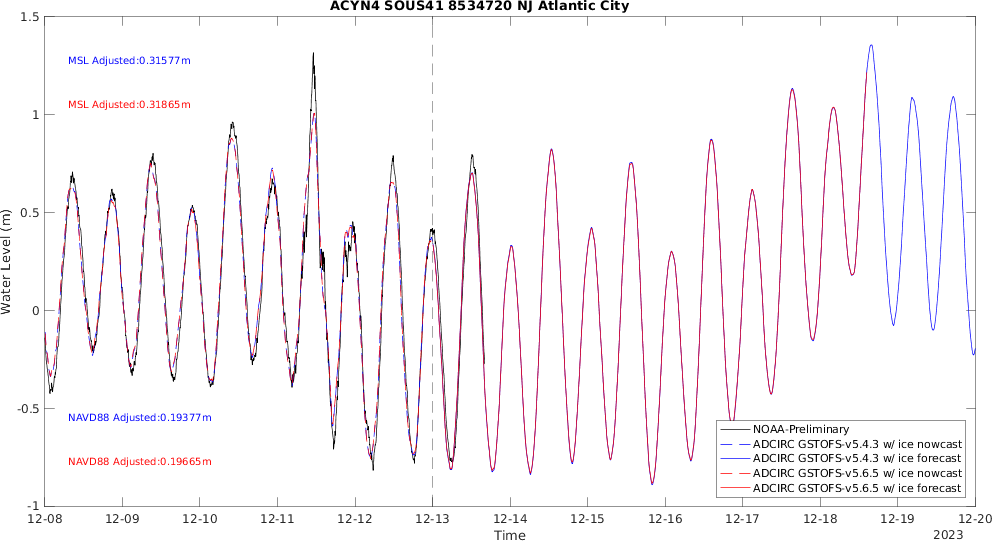 ACYN4 SOUS41 8534720 NJ Atlantic City
1.5
1
0.5
0
-0.5
-1
Water Level (m)
MSL Adjusted:0.31577m
MSL Adjusted:0.31865m
NAVD88 Adjusted:0.19377m
NAVD88 Adjusted:0.19665m
NOAA-Preliminary
ADCIRC GSTOFS-v5.4.3 w/ ice nowcast
ADCIRC GSTOFS-v5.4.3 w/ ice forecast
ADCIRC GSTOFS-v5.6.5 w/ ice nowcast
ADCIRC GSTOFS-v5.6.5 w/ ice forecast
12-08 12-09 12-10 12-11 12-12 12-13 12-14 12-15 12-16 12-17 12-18 12-19 12-20
Time
2023